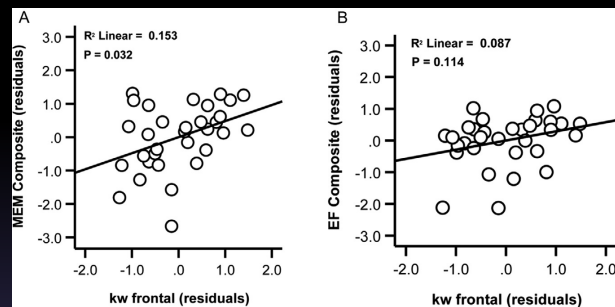 A
R² Linear = 0.153
P = 0.032
3.0
2.0
1.0
.0
-1.0
-2.0
-3.0
MEM Composite (residuals)
-2.0 -1.0 .0 1.0 2.0
kw frontal (residuals)
B
R² Linear = 0.087
P = 0.114
3.0
2.0
1.0
.0
-1.0
-2.0
-3.0
EF Composite (residuals)
-2.0 -1.0 .0 1.0 2.0
kw frontal (residuals)